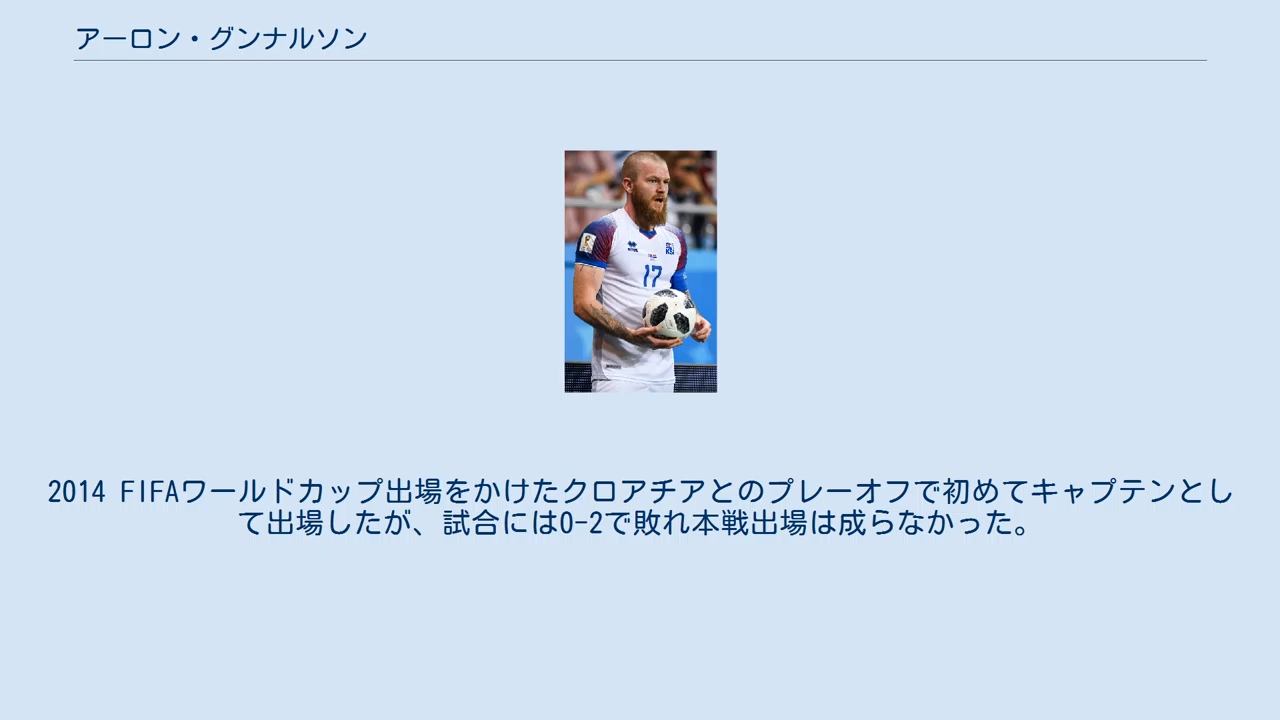 アーロン・グンナルソン
17
2014 FIFAワールドカップ出場をかけたクロアチアとのプレーオフで初めてキャプテンとし
て出場したが、試合には0-2で敗れ本戦出場は成らなかった。